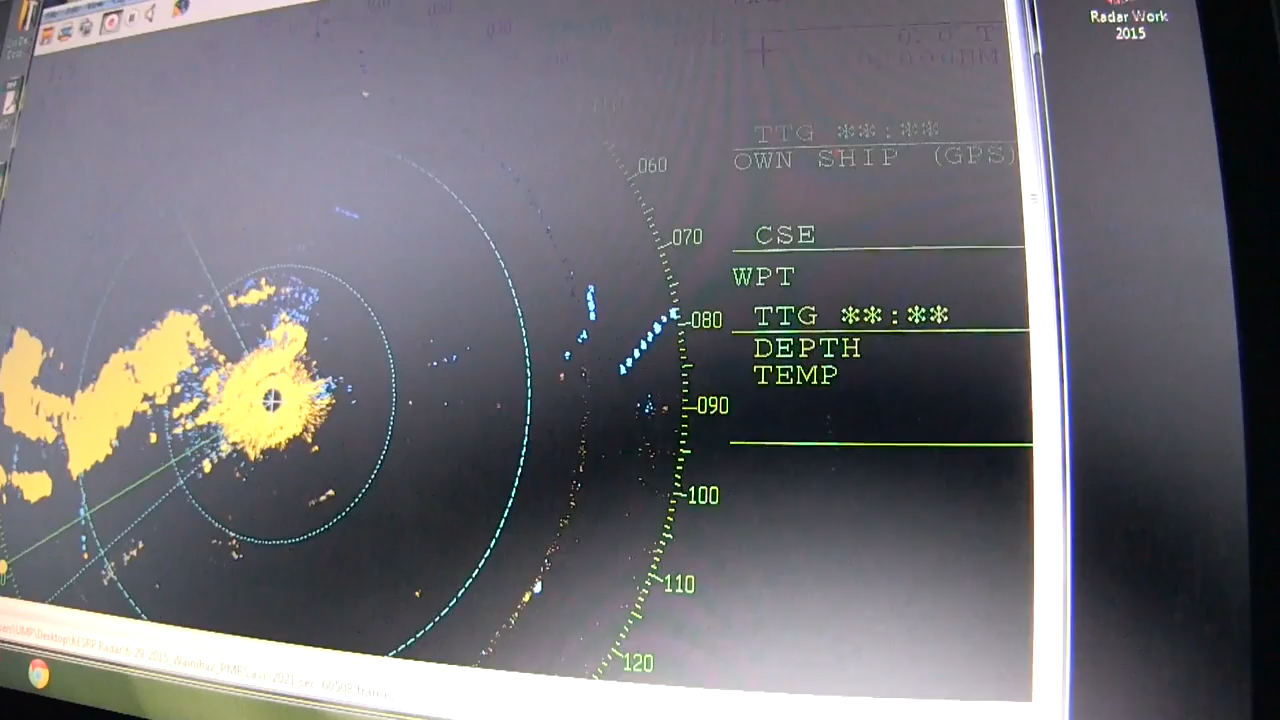 Radar Work
2015
TTG **:**
OWN SHIP (GPS)
060
070
CSE
WPT
080
TTG **:**
DEPTH
TEMP
090
100
110
120